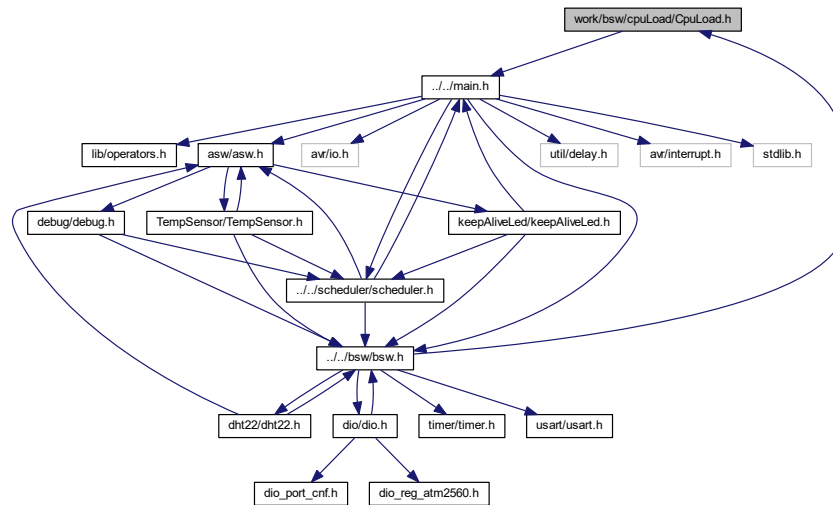 work/bsw/cpuLoad/CpuLoad.h
../../main.h
lib/operators.h
asw/asw.h
avr/io.h
util/delay.h
avr/interrupt.h
stdlib.h
debug/debug.h
TempSensor/TempSensor.h
keepAliveLed/keepAliveLed.h
../../scheduler/scheduler.h
../../bsw/bsw.h
dht22/dht22.h
dio/dio.h
timer/timer.h
usart/usart.h
dio_port_cnf.h
dio_reg_atm2560.h